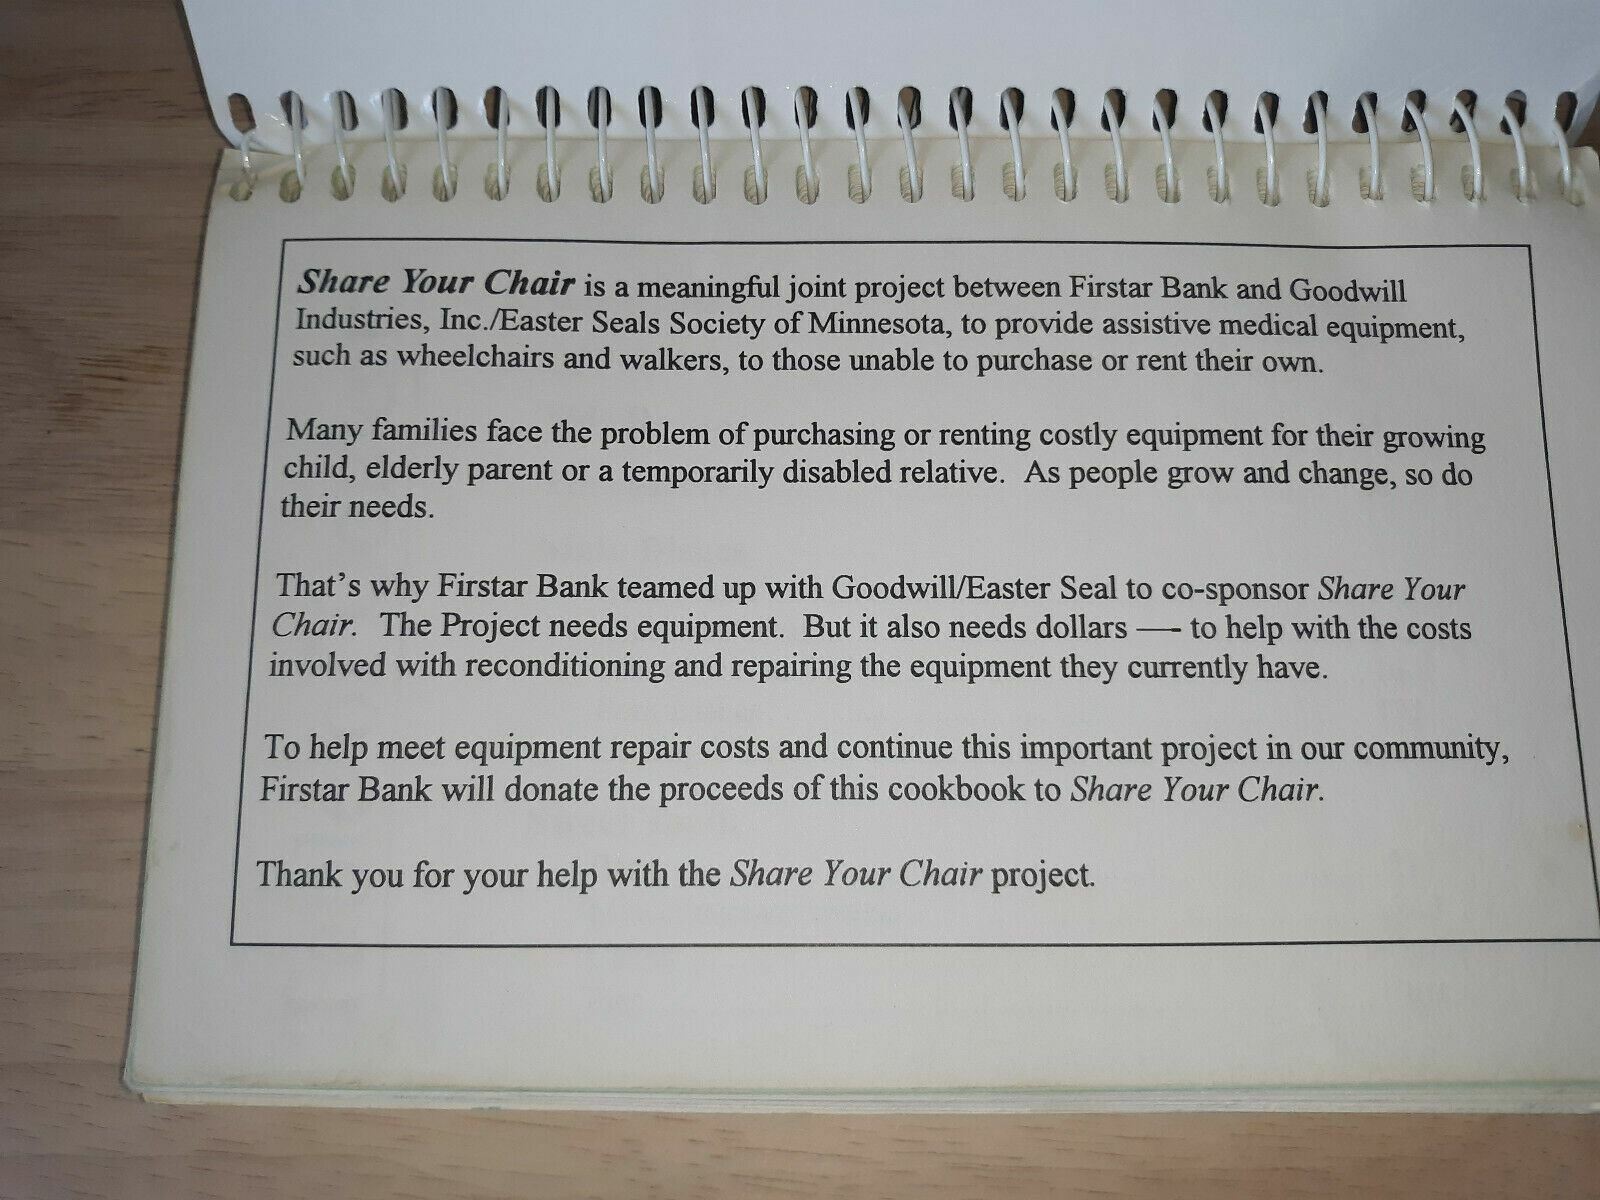 Share Your Chair is a meaningful joint project between Firstar Bank and Goodwill
Industries, Inc./Easter Seals Society of Minnesota, to provide assistive medical equipment,
such as wheelchairs and walkers, to those unable to purchase or rent their own.
Many families face the problem of purchasing or renting costly equipment for their growing
child, elderly parent or a temporarily disabled relative. As people grow and change, so do
their needs.
That's why Firstar Bank teamed up with Goodwill/Easter Seal to co-sponsor Share Your
Chair. The Project needs equipment. But it also needs dollars — to help with the costs
involved with reconditioning and repairing the equipment they currently have.
To help meet equipment repair costs and continue this important project in our community,
Firstar Bank will donate the proceeds of this cookbook to Share Your Chair.
Thank you for your help with the Share Your Chair project.